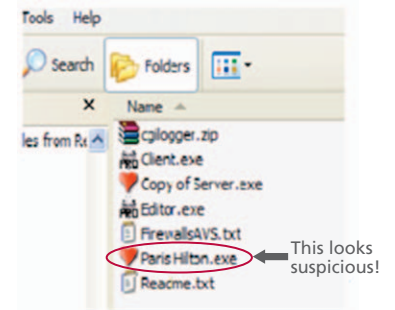 Tools Help
Search Folders
Name
les from Re
cgilogger.zip
Client.exe
Copy of Server.exe
Editor.exe
FirewallsAVS.txt
Paris Hilton.exe
Readme.txt
This looks
suspicious!